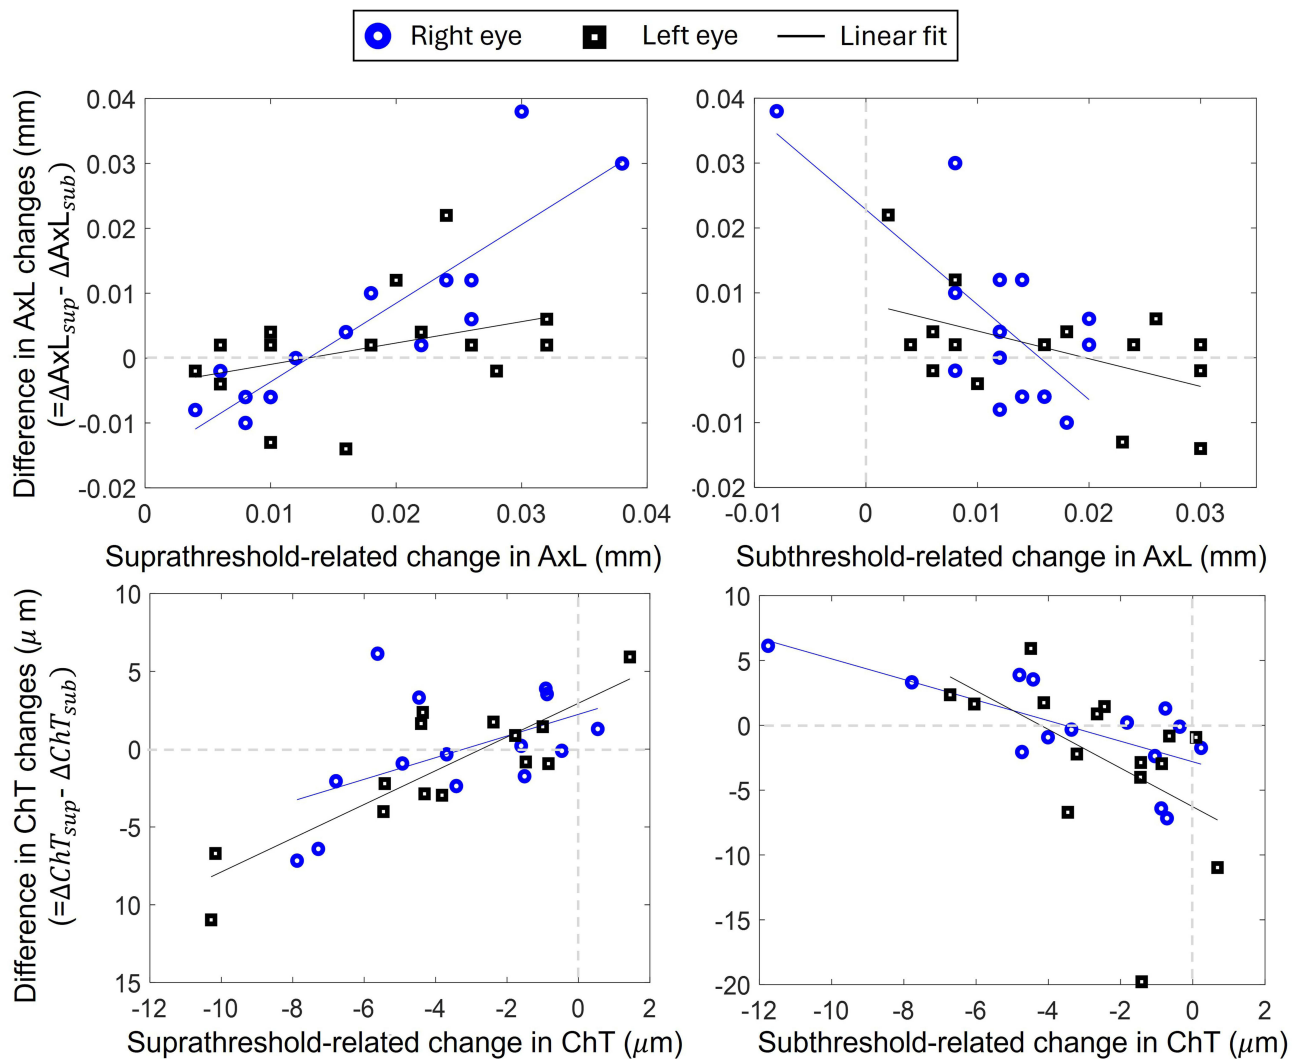 Right eye Left eye Linear fit
Difference in AxL changes (mm)
(=ΔAxLsup- ΔAxLsub)
0.04
0.03
0.02
0.01
0
-0.01
-0.02
0 0.01 0.02 0.03 0.04
Suprathreshold-related change in AxL (mm)
0.04
0.03
0.02
0.01
0
·0.01
·0.02
-0.01 0 0.01 0.02 0.03
Subthreshold-related change in AxL (mm)
Difference in ChT changes (μ m)
(=ΔChTsup- ΔChTsub)
10
5
0
-5
10
15
-12 -10 -8 -6 -4 -2 0 2
Suprathreshold-related change in ChT (μm)
10
5
0
-5
-10
-15
-20
-12 -10 -8 -6 -4 -2 0 2
Subthreshold-related change in ChT (μm)